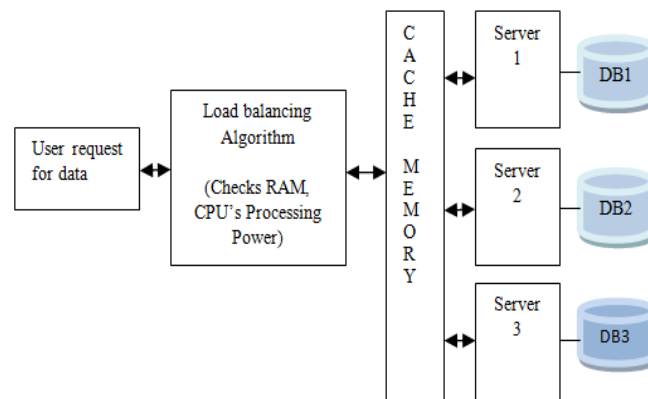 User request
for data
Load balancing
Algorithm
(Checks RAM,
CPU's Processing
Power)
C
A
C
H
E
M
E
M
O
R
Y
Server
1
DB1
Server
2
DB2
Server
3
DB3